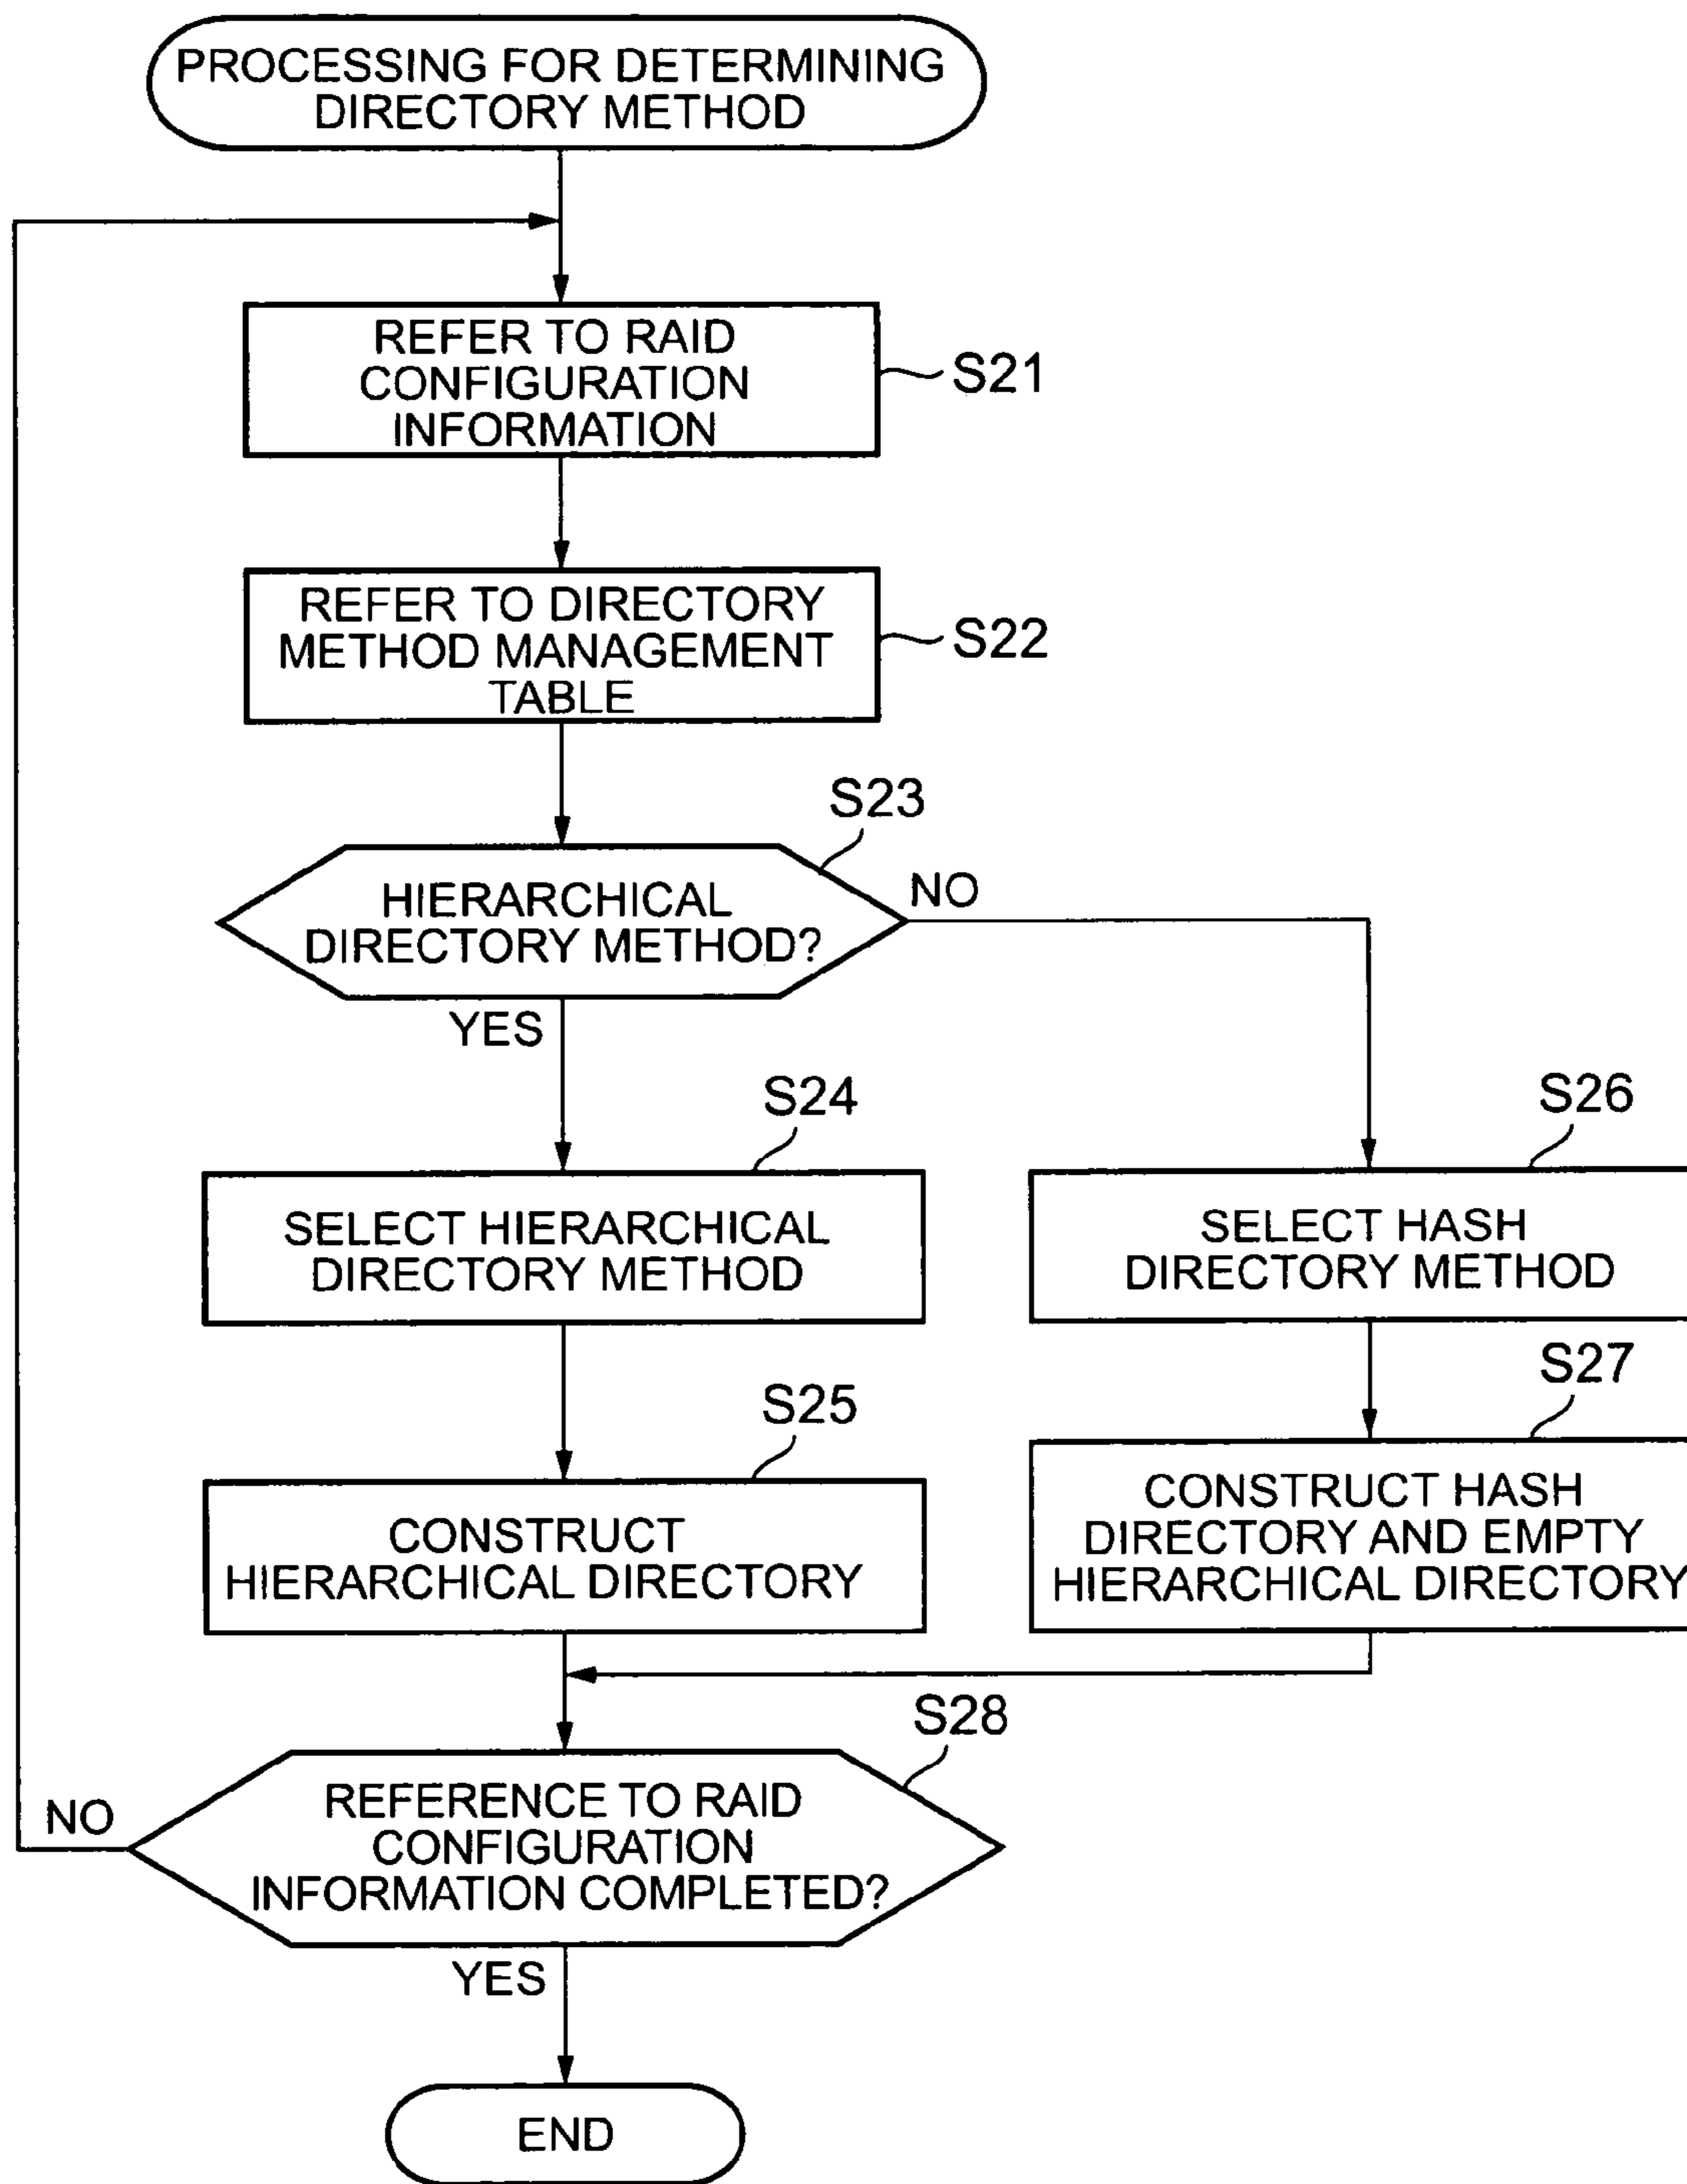 PROCESSING FOR DETERMINING
DIRECTORY METHOD
REFER TO RAID
CONFIGURATION
INFORMATION
S21
REFER TO DIRECTORY
METHOD MANAGEMENT
TABLE
S22
S23
HIERARCHICAL
DIRECTORY METHOD?
NO
YES
S24
SELECT HIERARCHICAL
DIRECTORY METHOD
S26
SELECT HASH
DIRECTORY METHOD
S25
CONSTRUCT
HIERARCHICAL DIRECTORY
S27
CONSTRUCT HASH
DIRECTORY AND EMPTY
HIERARCHICAL DIRECTORY
S28
REFERENCE TO RAID
CONFIGURATION
INFORMATION COMPLETED?
NO
YES
END